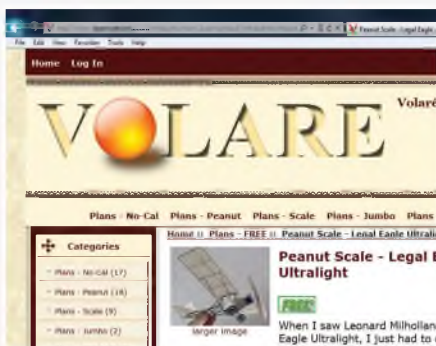 Peanut Scale - Legal Eagle
File Edit View Favorites Tools Help
Home Log In
VOLARE
Volaré
Plans - No-Cal Plans - Peanut Plans - Scale Plans - Jumbo Plans
Home :: Plans - FREE :: Peanut Scale - Legal Eagle Ultralig
Categories
- Plans - No-Cal (17)
- Plans - Peanut (18)
- Plans - Scale (9)
- Plans - Jumbo (2)
larger image
Peanut Scale - Legal E
Ultralight
FREE!
When I saw Leonard Milholland
Eagle Ultralight, I just had to